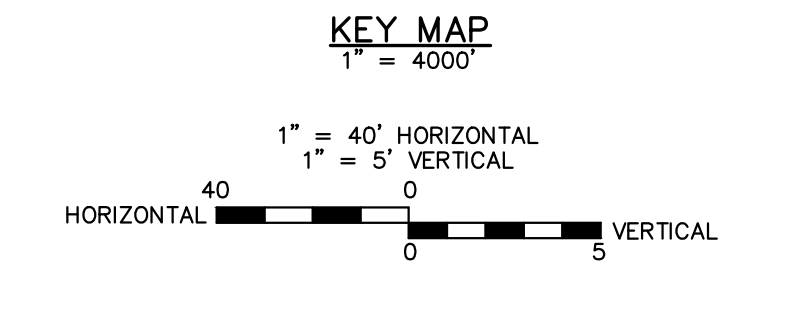 KEY MAP
1" = 4000'
1" = 40' HORIZONTAL
1" = 5' VERTICAL
40 0
HORIZONTAL
VERTICAL
0 5